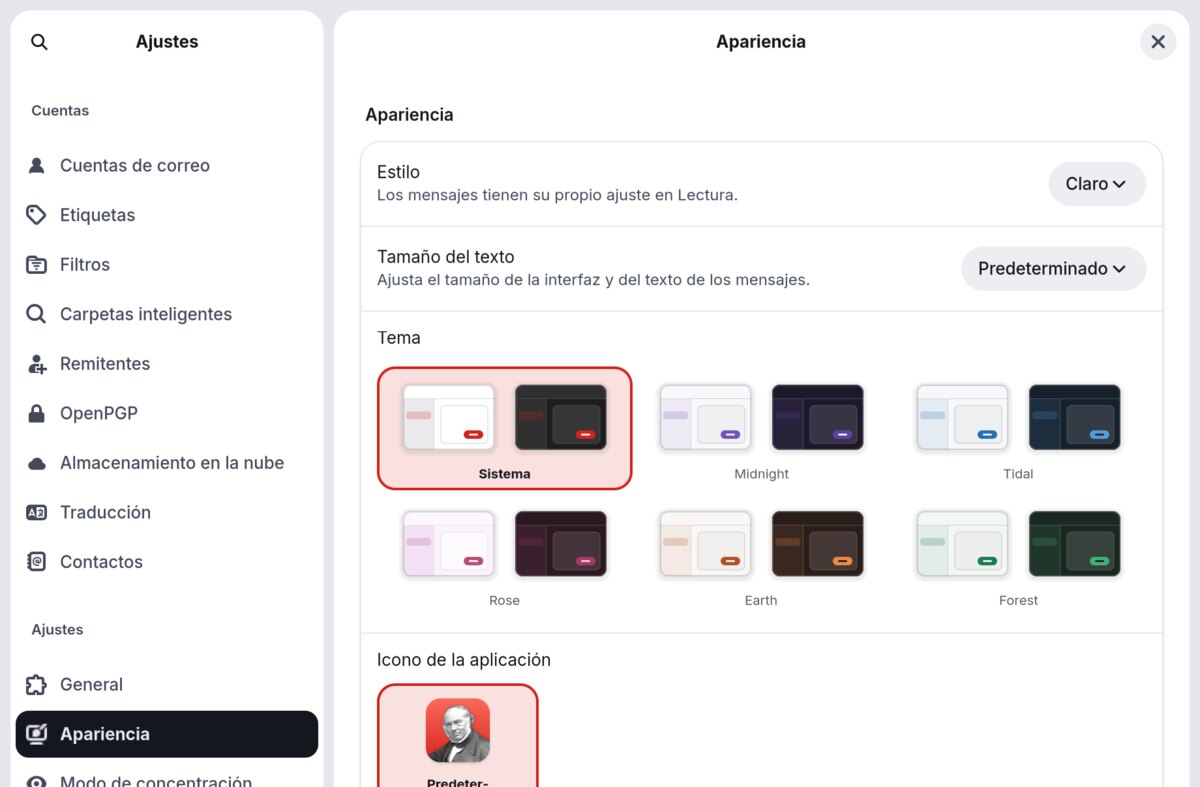 Ajustes
Cuentas
Cuentas de correo
Etiquetas
Filtros
Carpetas inteligentes
Remitentes
OpenPGP
Almacenamiento en la nube
Traducción
Contactos
Ajustes
General
Apariencia
Modo de concentración
Apariencia
Apariencia
Estilo
Los mensajes tienen su propio ajuste en Lectura.
Claro
Tamaño del texto
Ajusta el tamaño de la interfaz y del texto de los mensajes.
Predeterminado
Tema
Sistema
Midnight
Tidal
Rose
Earth
Forest
Icono de la aplicación
Predeter-